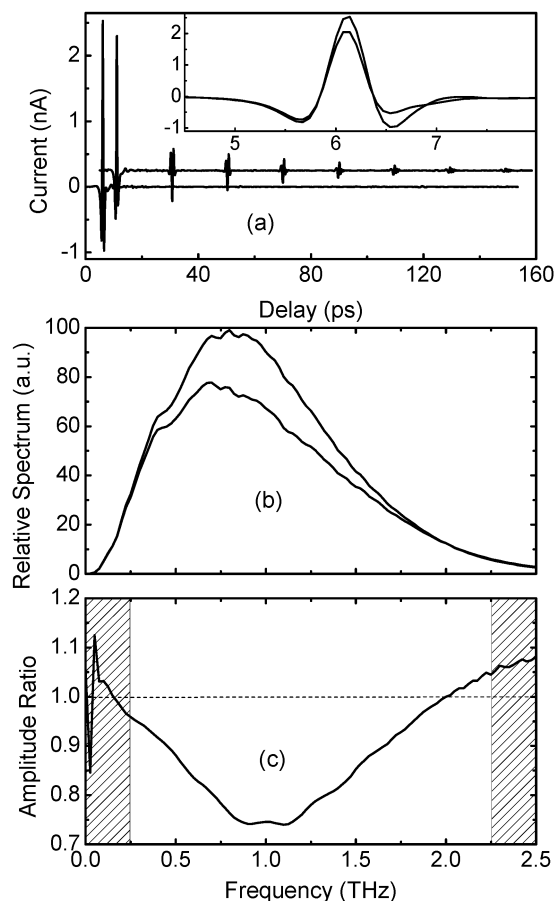 2
1
0
-1
5 6 7
Current (nA)
2
1
0
-1
(a)
0 40 80 120 160
Delay (ps)
Relative Spectrum (a.u.)
100
80
60
40
20
0
(b)
Amplitude Ratio
1.2
1.1
1.0
0.9
0.8
0.7
(c)
0.0 0.5 1.0 1.5 2.0 2.5
Frequency (THz)